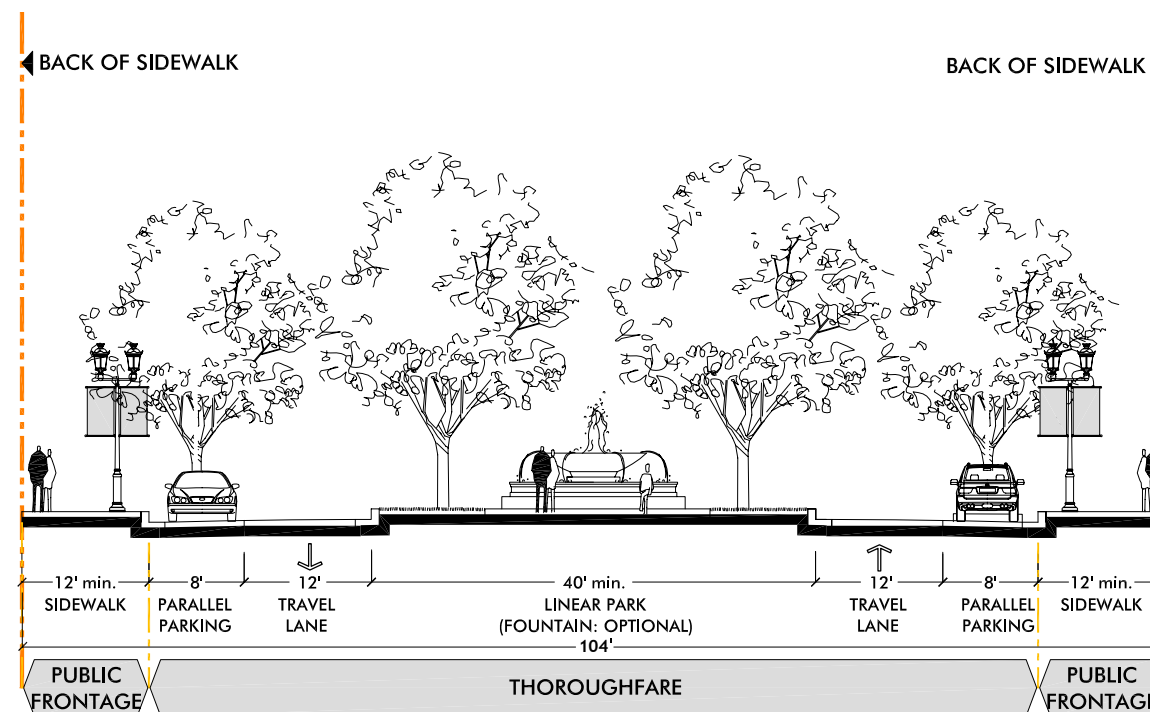 BACK OF SIDEWALK
BACK OF SIDEWALK
12' min.
SIDEWALK
8'
PARALLEL
PARKING
12'
TRAVEL
LANE
40' min.
LINEAR PARK
(FOUNTAIN: OPTIONAL)
12'
TRAVEL
LANE
8'
PARALLEL
PARKING
12' min.
SIDEWALK
104'
PUBLIC
FRONTAGE
THOROUGHFARE
PUBLIC
FRONTAGE